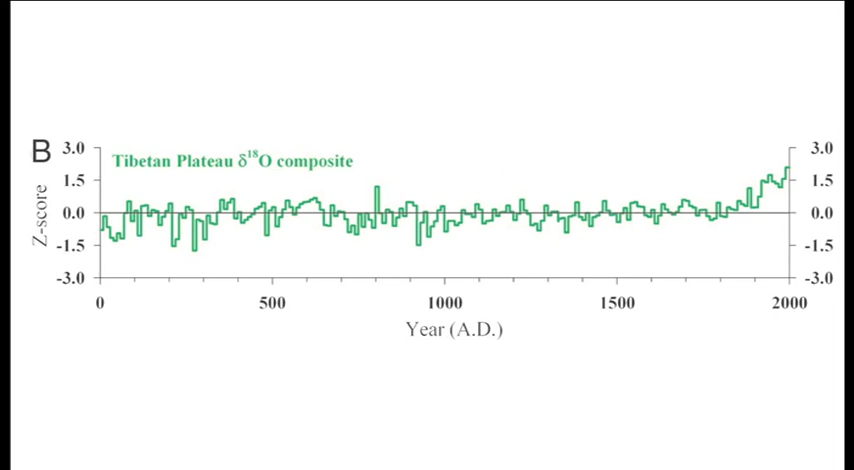 B
Tibetan Plateau δ¹⁸O composite
3.0 3.0
1.5 1.5
Z-score
0.0 0.0
-1.5 -1.5
-3.0 -3.0
0 500 1000 1500 2000
Year (A.D.)